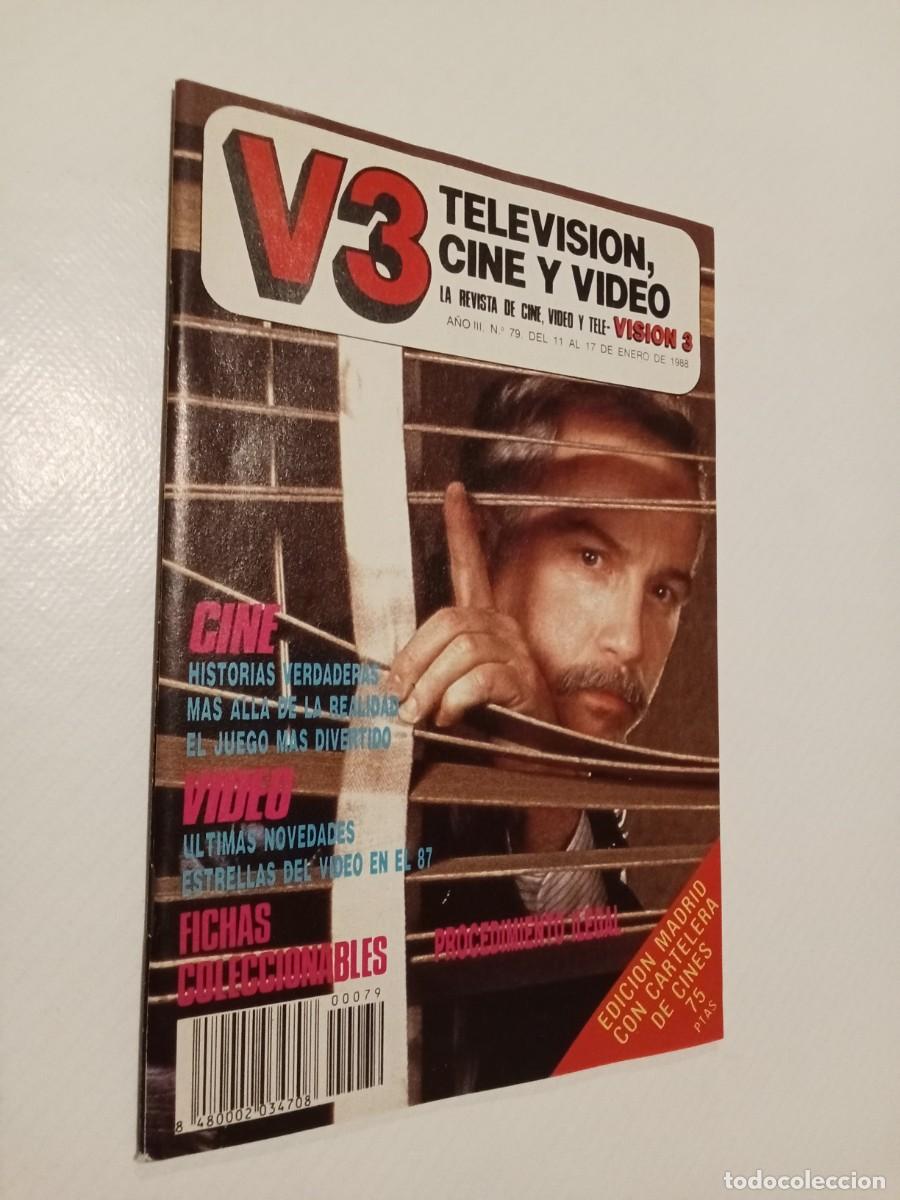 V3
TELEVISION,
CINE Y VIDEO
LA REVISTA DE CINE, VIDEO Y TELE-VISION 3
AÑO III. N.º 79. DEL 11 AL 17 DE ENERO DE 1988
CINE
HISTORIAS VERDADERAS
MAS ALLA DE LA REALIDAD
EL JUEGO MAS DIVERTIDO
VIDEO
ULTIMAS NOVEDADES
ESTRELLAS DEL VIDEO EN EL 87
FICHAS
COLECCIONABLES
PROCEDIMIENTO ILEGAL
EDICION MADRID
CON CARTELERA
DE CINES
75
PTAS
00079
8 480002 034708
todocoleccion